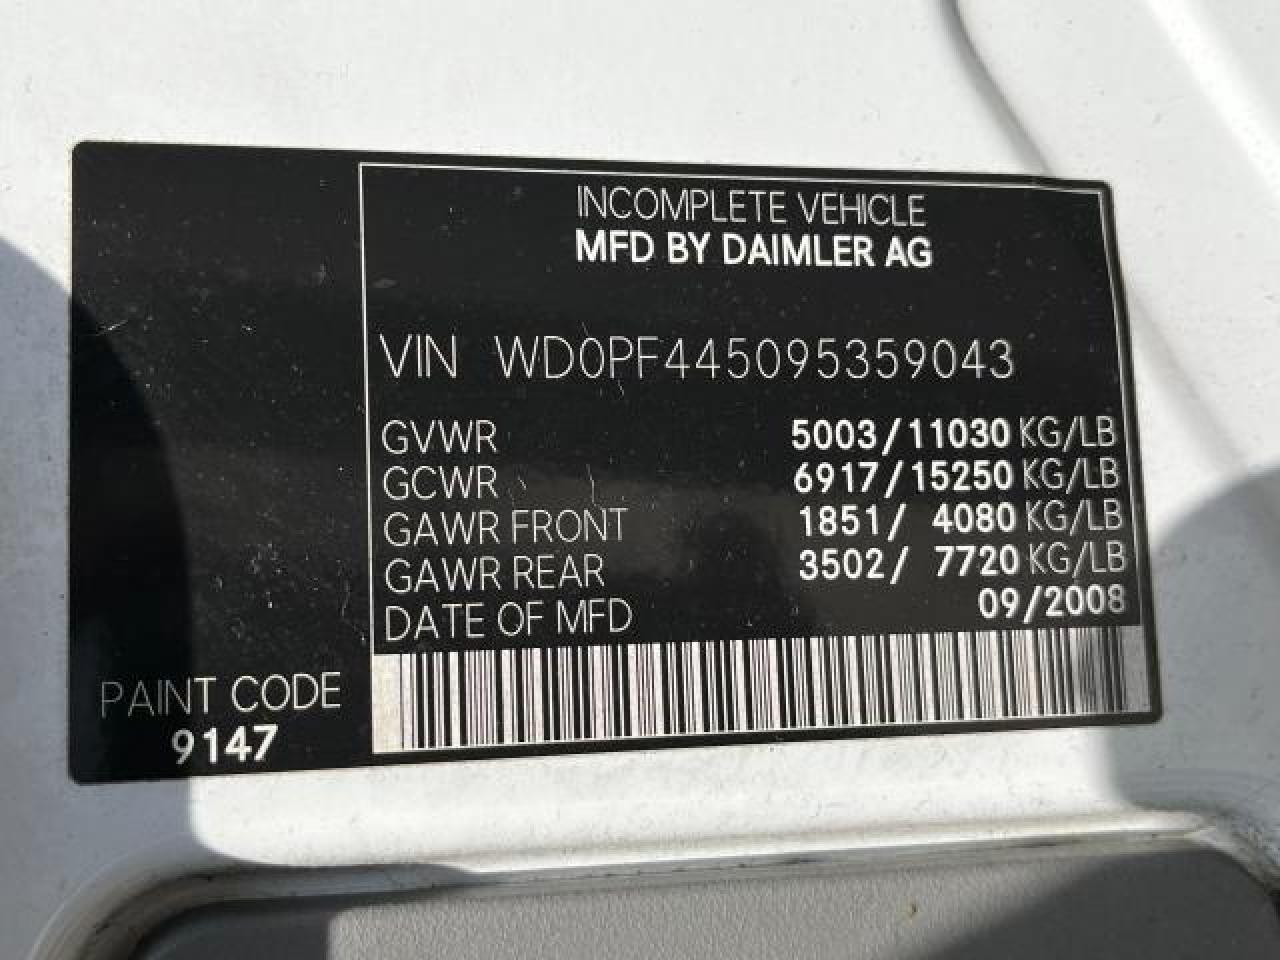 INCOMPLETE VEHICLE
MFD BY DAIMLER AG
VIN WD0PF445095359043
GVWR 5003/11030 KG/LB
GCWR 6917/15250 KG/LB
GAWR FRONT 1851/ 4080 KG/LB
GAWR REAR 3502/ 7720 KG/LB
DATE OF MFD 09/2008
PAINT CODE
9147